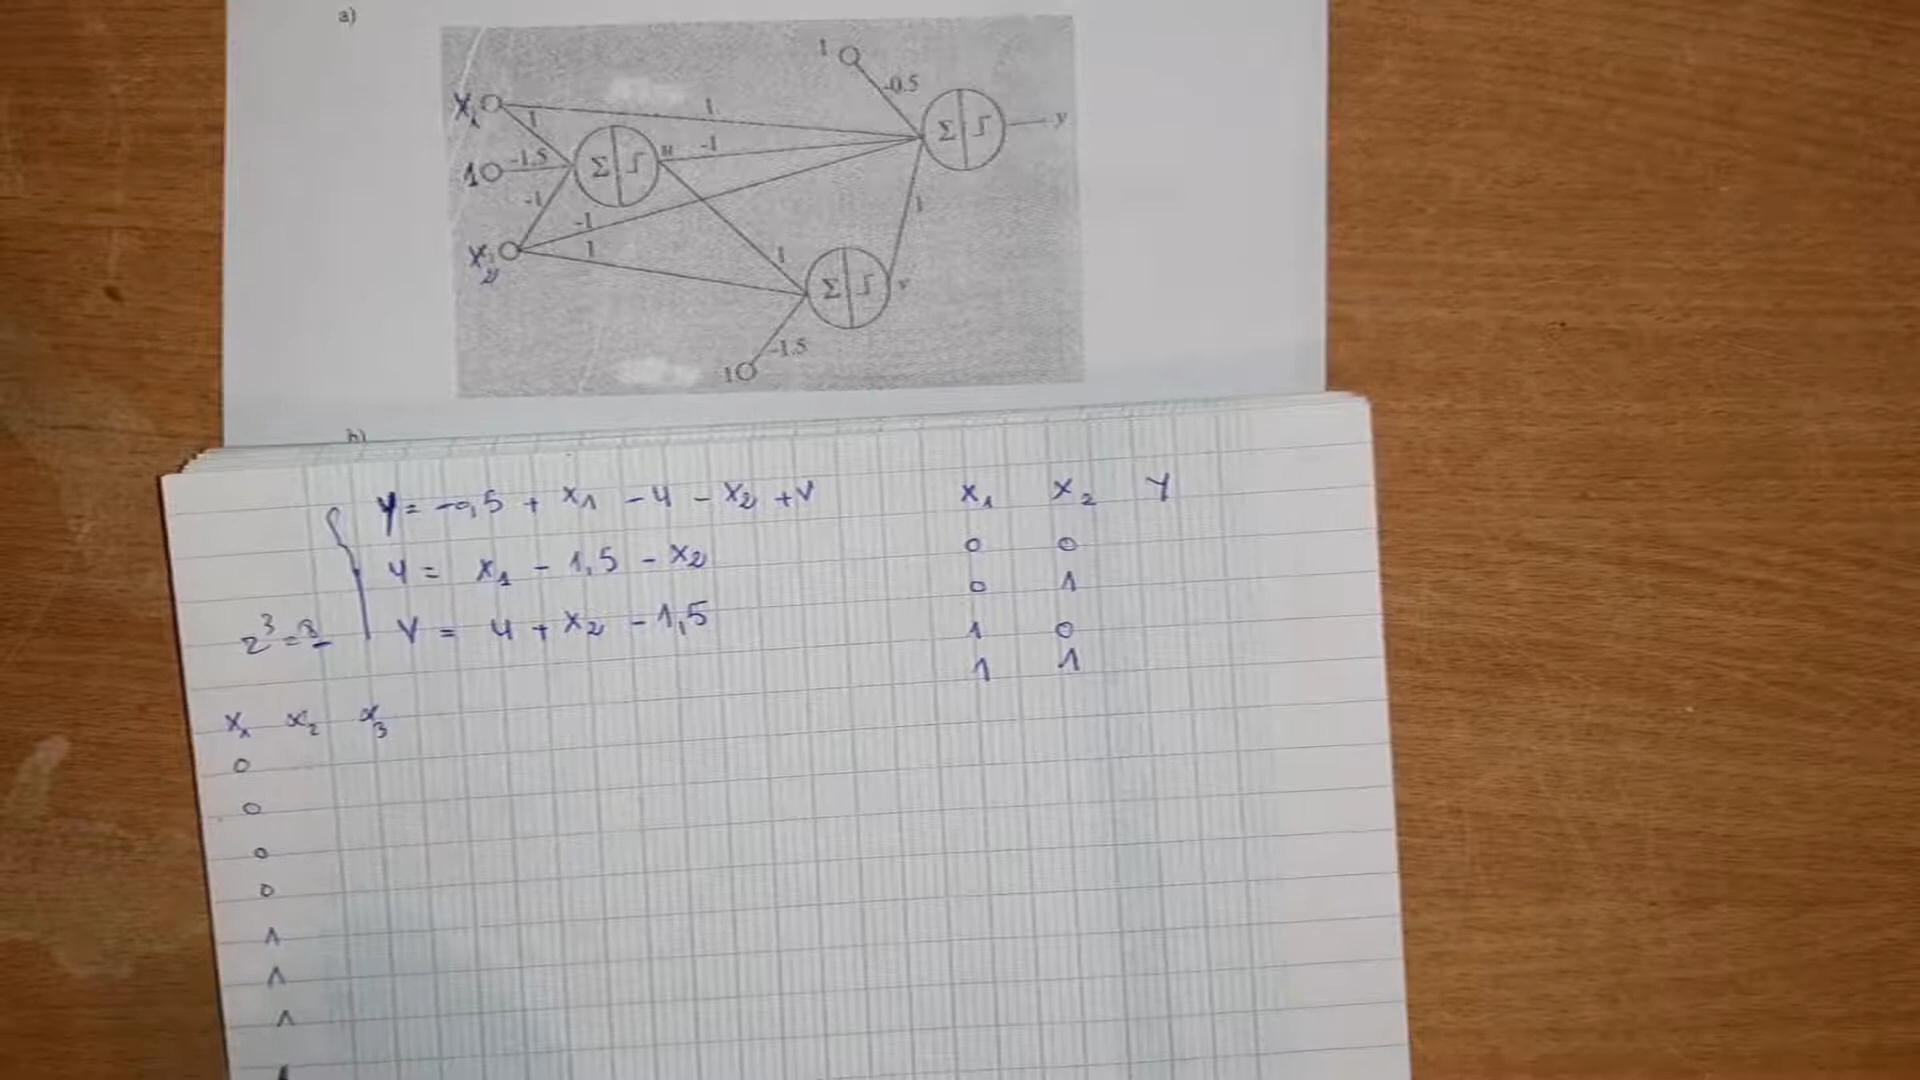 a)
1
-0.5
X₁
1
1
Σ
y
-1.5
u
-1
1
Σ
-1
-1
1
X₂
1
1
Σ
v
-1.5
1
b)
y = -0,5 + x₁ - u - x₂ + v
u = x₁ - 1,5 - x₂
v = u + x₂ - 1,5
2³ = 8
x₁ x₂ y
0 0
0 1
1 0
1 1
x₁ x₂ x₃
0
0
0
0
1
1
1